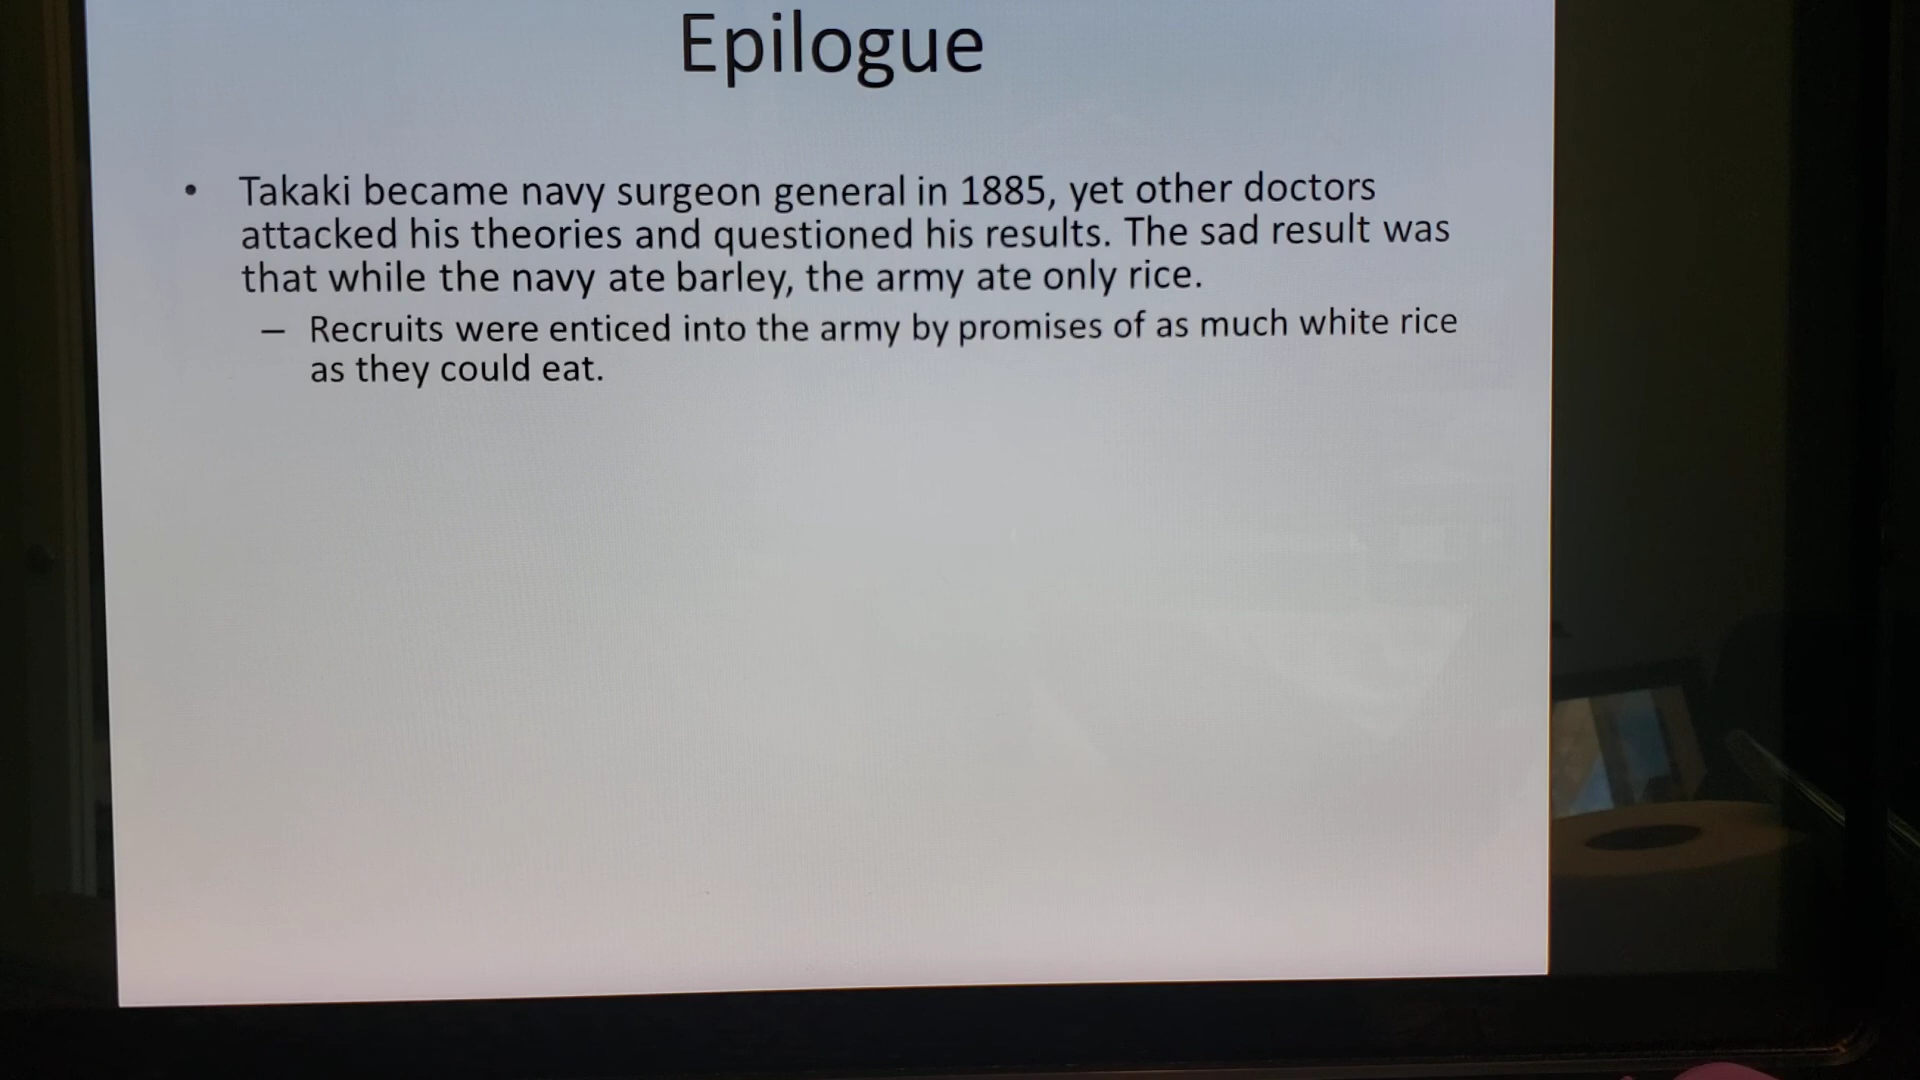 Epilogue
• Takaki became navy surgeon general in 1885, yet other doctors
attacked his theories and questioned his results. The sad result was
that while the navy ate barley, the army ate only rice.
– Recruits were enticed into the army by promises of as much white rice
as they could eat.